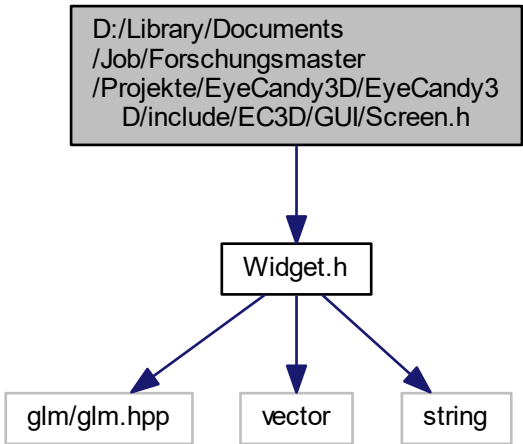 D:/Library/Documents
/Job/Forschungsmaster
/Projekte/EyeCandy3D/EyeCandy3
D/include/EC3D/GUI/Screen.h
Widget.h
glm/glm.hpp
vector
string